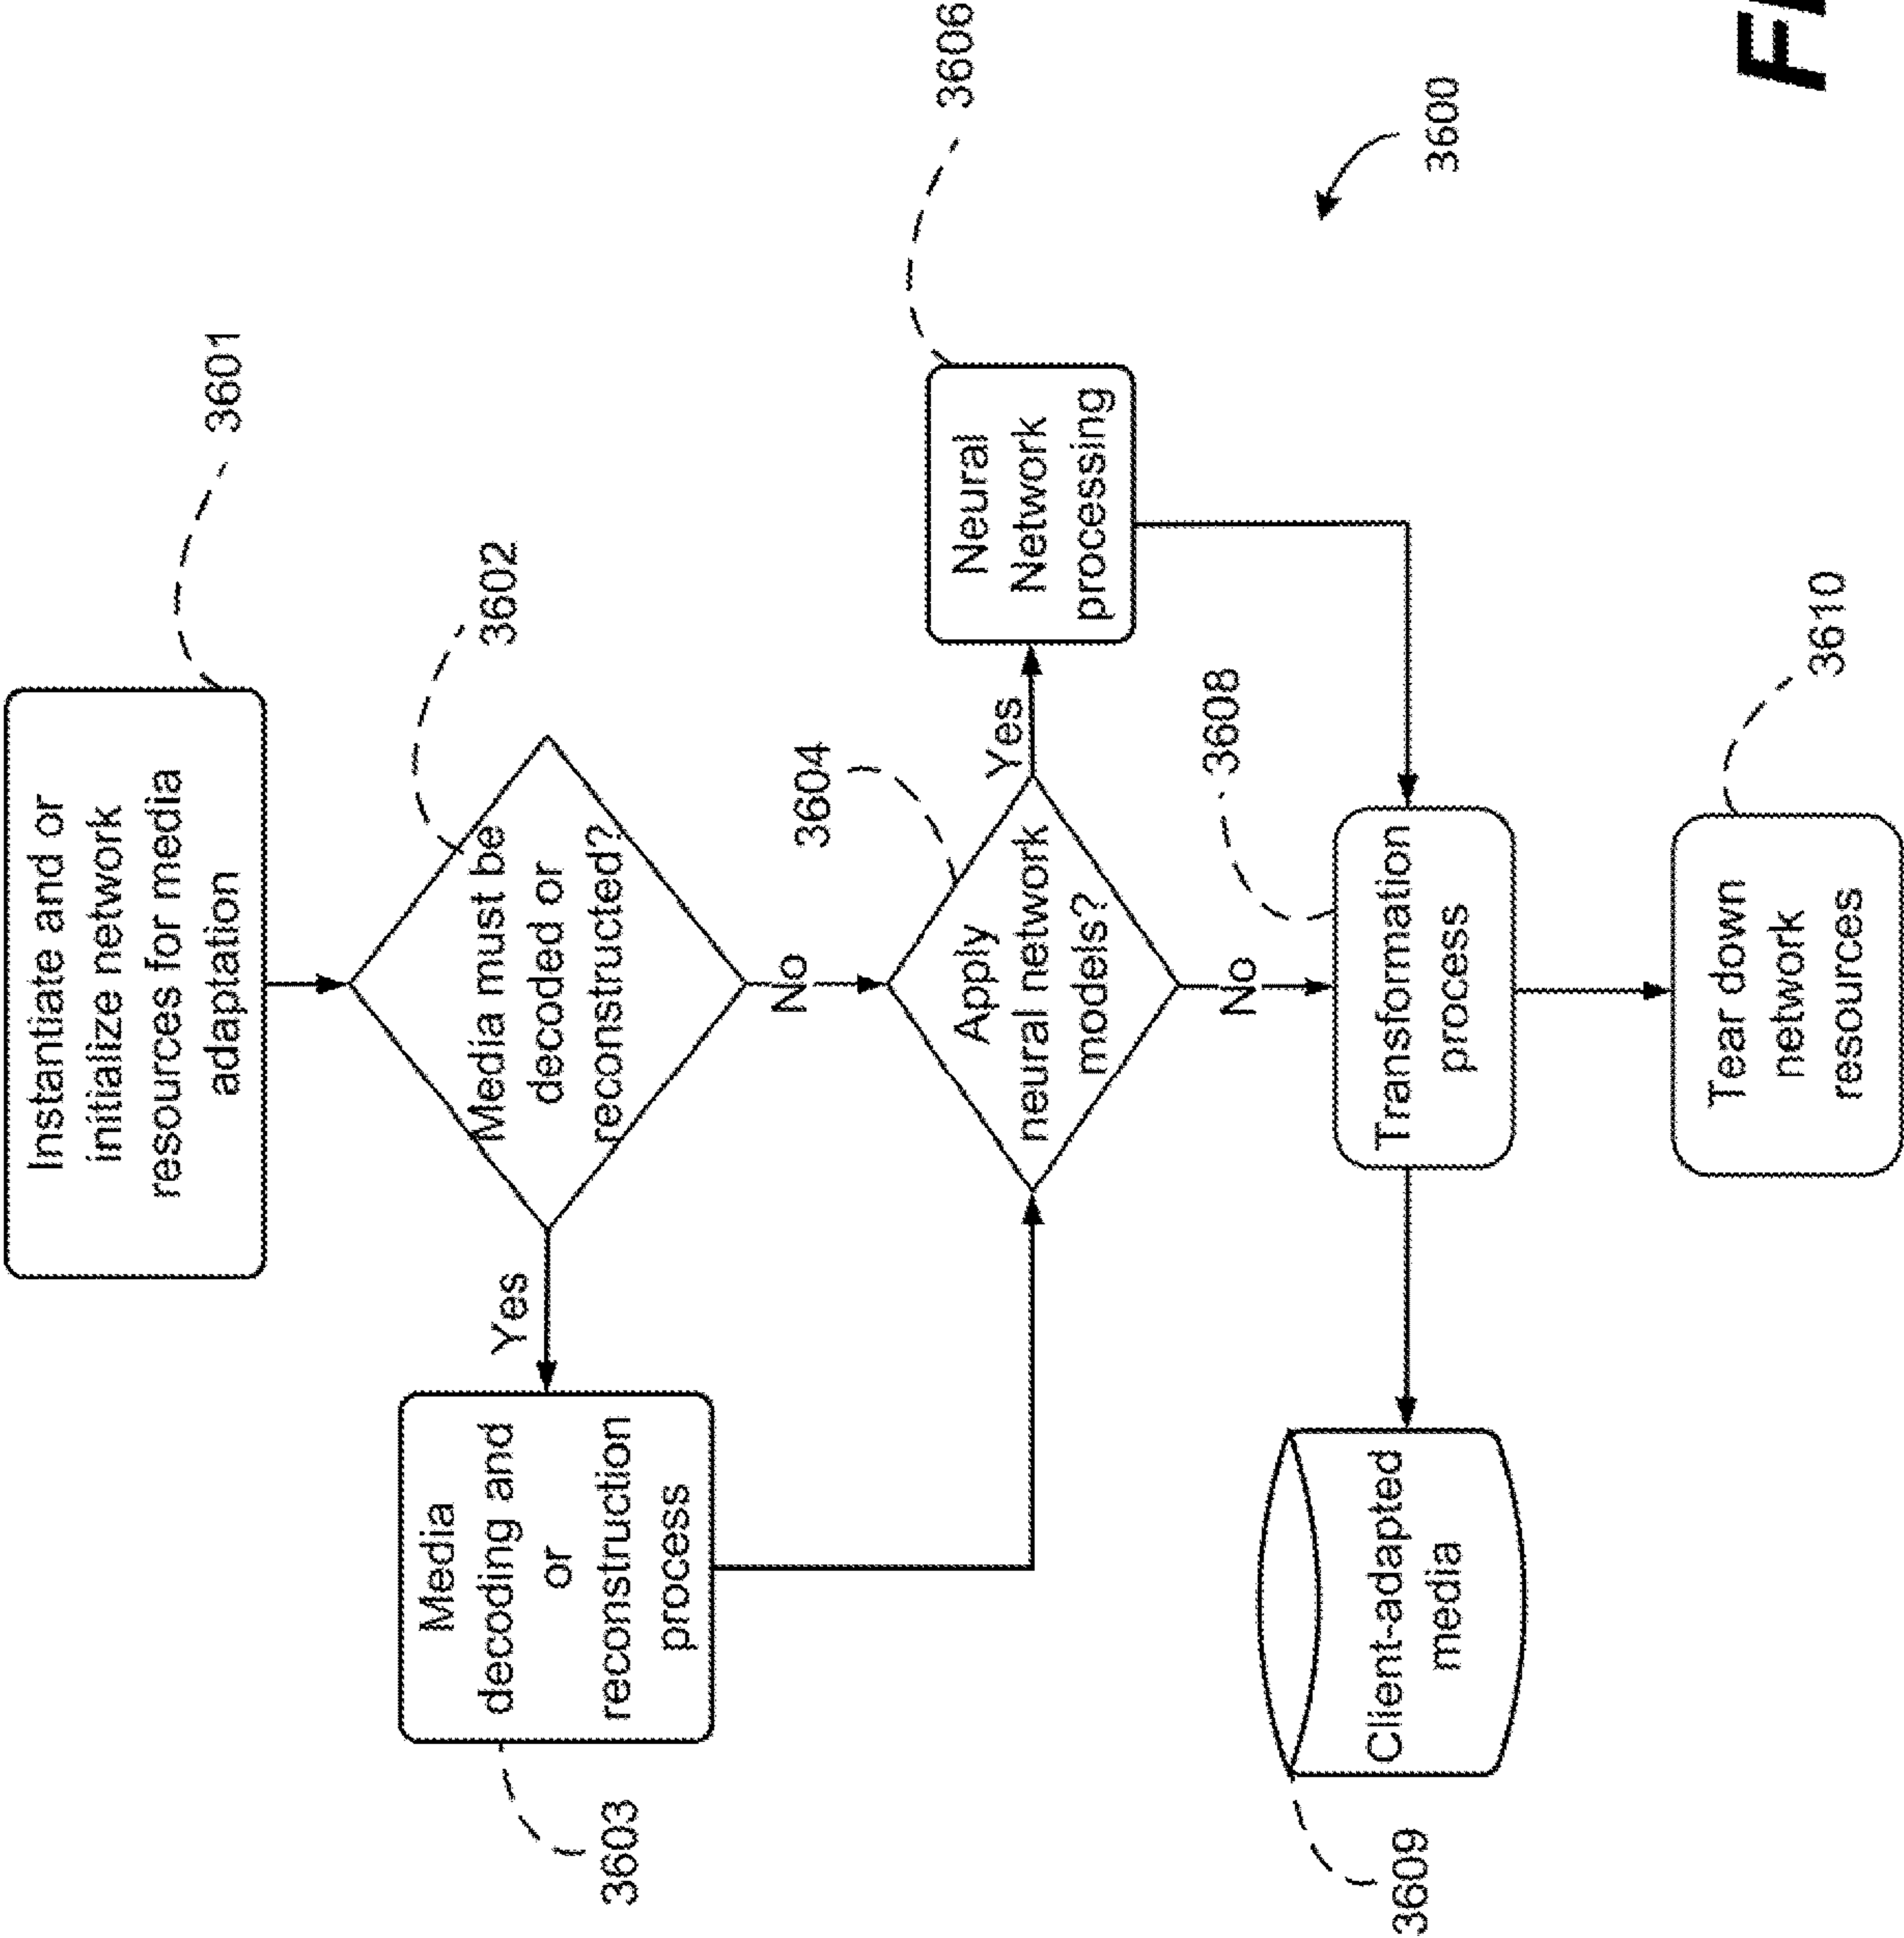 Instantiate and or
initialize network
resources for media
adaptation
3601
Media must be
decoded or
reconstructed?
3602
Yes
No
Media
decoding and
or
reconstruction
process
3603
Apply
neural network
models?
3604
Yes
No
Neural
Network
processing
3606
Transformation
process
3608
Client-adapted
media
3609
Tear down
network
resources
3610
3600